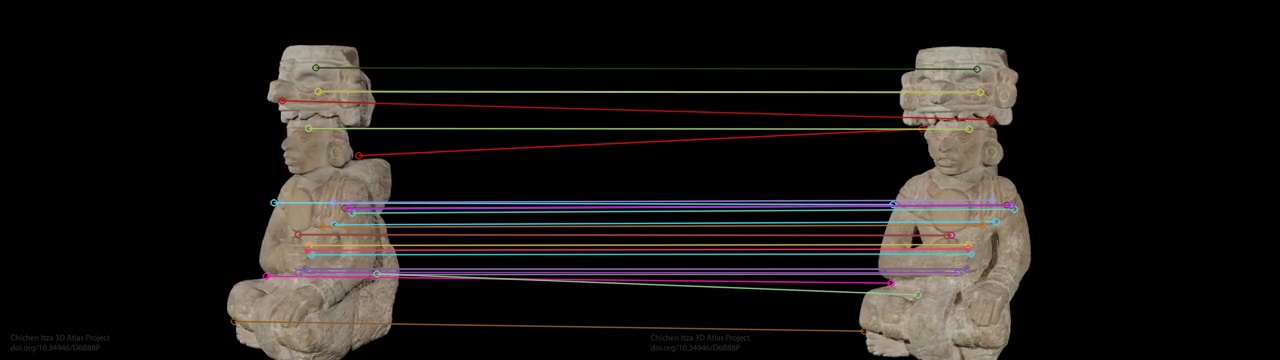 Chichen Itza 3D Atlas Project
doi.org/10.34946/D6B88P
Chichen Itza 3D Atlas Project
doi.org/10.34946/D6B88P